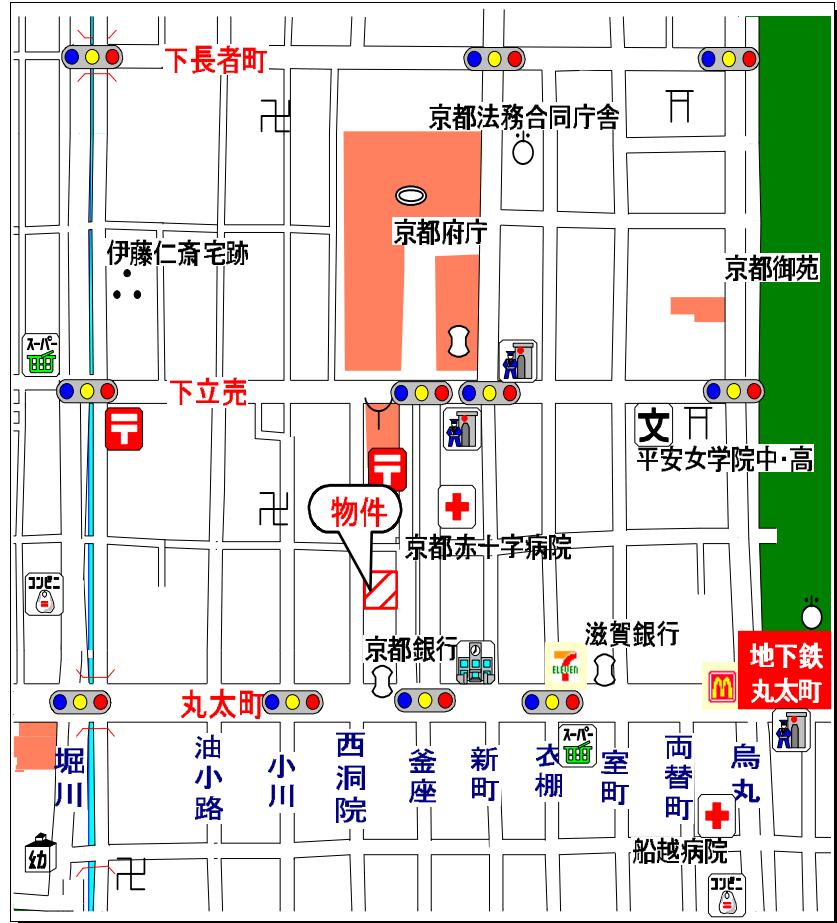 下長者町
京都法務合同庁舎
京都府庁
伊藤仁斎宅跡
京都御苑
スーパー
下立売
〒
文
平安女学院中・高
〒
物件
京都赤十字病院
コンビニ
京都銀行
滋賀銀行
7
ELEVEN
地下鉄
丸太町
M
丸太町
スーパー
堀川
油小路
小川
西洞院
釜座
新町
衣棚
室町
両替町
烏丸
船越病院
幼
コンビニ